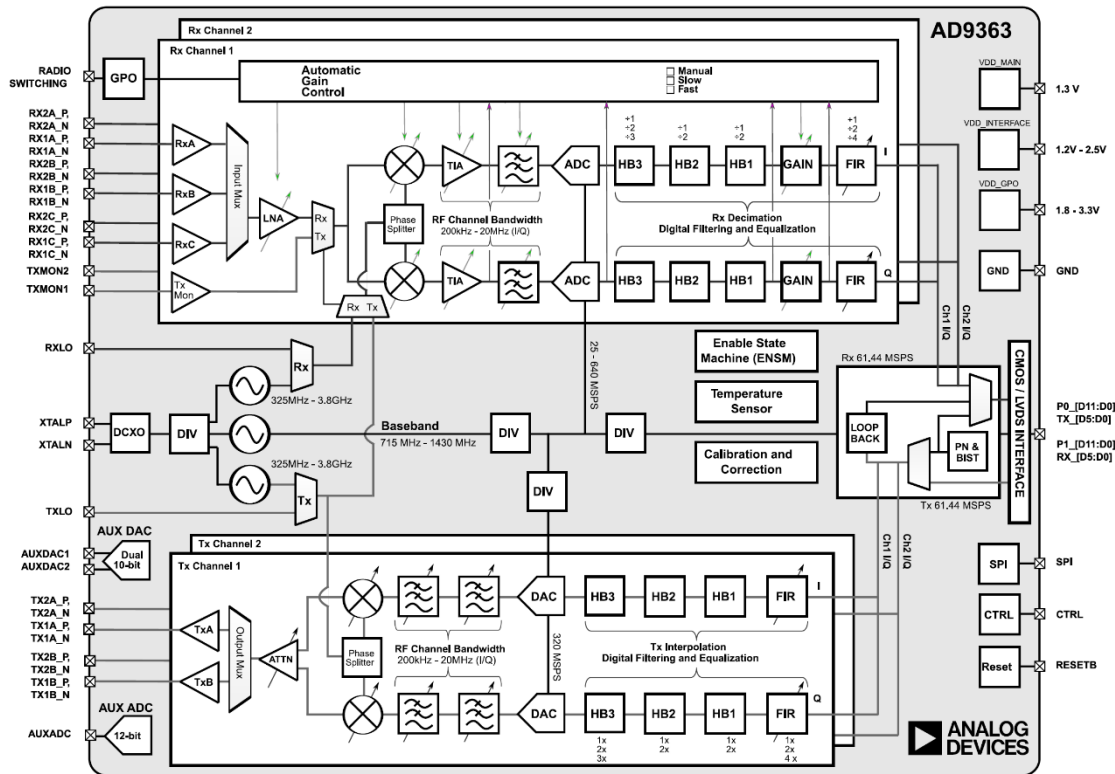 AD9363
Rx Channel 2
Rx Channel 1
RADIO
SWITCHING
GPO
Automatic
Gain
Control
Manual
Slow
Fast
VDD_MAIN
1.3 V
VDD_INTERFACE
1.2V - 2.5V
VDD_GPO
1.8 - 3.3V
GND
GND
RX2A_P,
RX2A_N
RX1A_P,
RX1A_N
RX2B_P,
RX2B_N
RX1B_P,
RX1B_N
RX2C_P,
RX2C_N
RX1C_P,
RX1C_N
TXMON2
TXMON1
RxA
RxB
RxC
Tx
Mon
Input Mux
LNA
Rx
Tx
Phase
Splitter
Rx Tx
TIA
ADC
÷1
÷2
÷3
÷1
÷2
÷1
÷2
÷1
÷2
÷4
HB3
HB2
HB1
GAIN
FIR
I
RF Channel Bandwidth
200kHz - 20MHz (I/Q)
Rx Decimation
Digital Filtering and Equalization
TIA
ADC
HB3
HB2
HB1
GAIN
FIR
Q
Ch1 I/Q
Ch2 I/Q
RXLO
Rx
325MHz - 3.8GHz
25 - 640 MSPS
Enable State
Machine (ENSM)
Temperature
Sensor
Calibration and
Correction
Rx 61.44 MSPS
LOOP
BACK
PN &
BIST
Tx 61.44 MSPS
CMOS / LVDS INTERFACE
P0_[D11:D0]
TX_[D5:D0]
P1_[D11:D0]
RX_[D5:D0]
XTALP
XTALN
DCXO
DIV
Baseband
715 MHz - 1430 MHz
DIV
DIV
DIV
325MHz - 3.8GHz
Tx
TXLO
AUX DAC
AUXDAC1
AUXDAC2
Dual
10-bit
Tx Channel 2
Tx Channel 1
Ch1 I/Q
Ch2 I/Q
TX2A_P,
TX2A_N
TX1A_P,
TX1A_N
TX2B_P,
TX2B_N
TX1B_P,
TX1B_N
TxA
TxB
Output Mux
ATTN
Phase
Splitter
DAC
HB3
HB2
HB1
FIR
I
RF Channel Bandwidth
200kHz - 20MHz (I/Q)
320 MSPS
Tx Interpolation
Digital Filtering and Equalization
DAC
HB3
HB2
HB1
FIR
Q
1x
2x
3x
1x
2x
1x
2x
1x
2x
4 x
SPI
SPI
CTRL
CTRL
Reset
RESETB
AUX ADC
AUXADC
12-bit
ANALOG
DEVICES